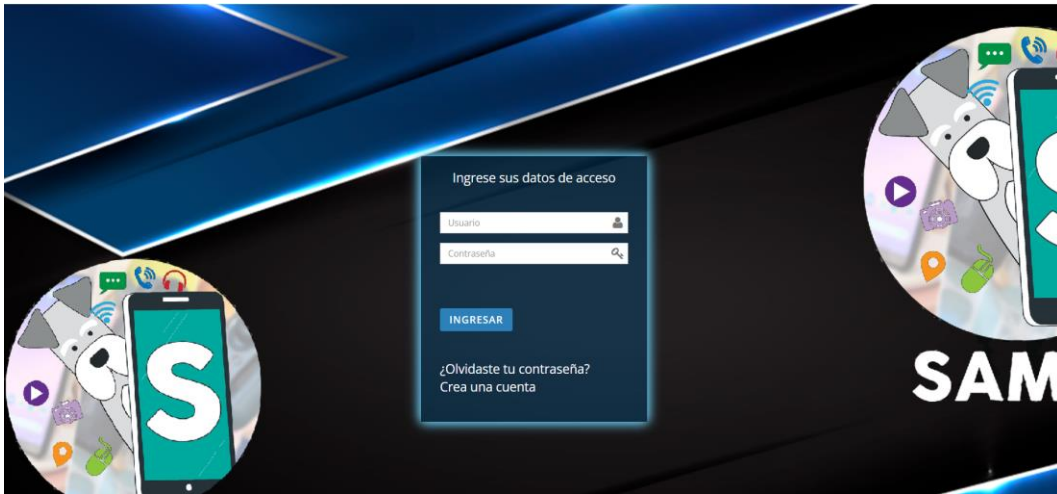 Ingrese sus datos de acceso
Usuario
Contraseña
INGRESAR
¿Olvidaste tu contraseña?
Crea una cuenta
S
SAM